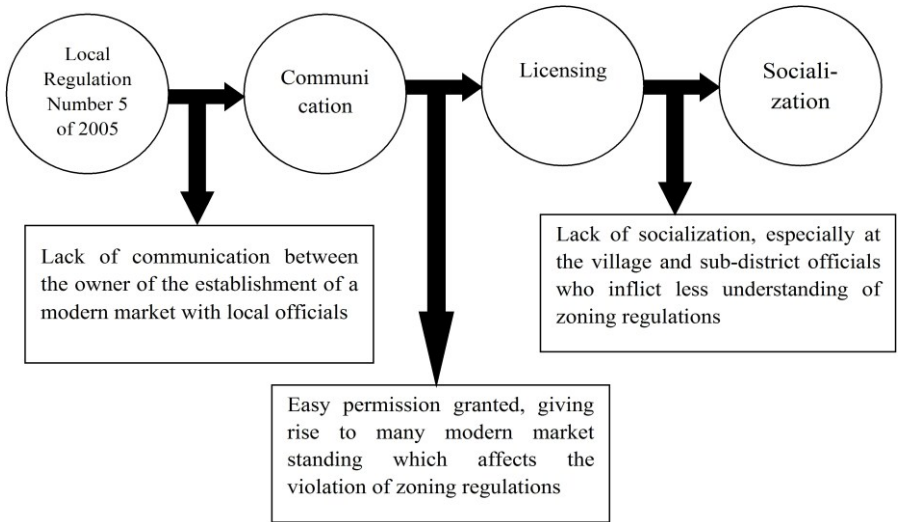 Local
Regulation
Number 5
of 2005
Communi
cation
Licensing
Sociali-
zation
Lack of communication between
the owner of the establishment of a
modern market with local officials
Lack of socialization, especially at
the village and sub-district officials
who inflict less understanding of
zoning regulations
Easy permission granted, giving
rise to many modern market
standing which affects the
violation of zoning regulations